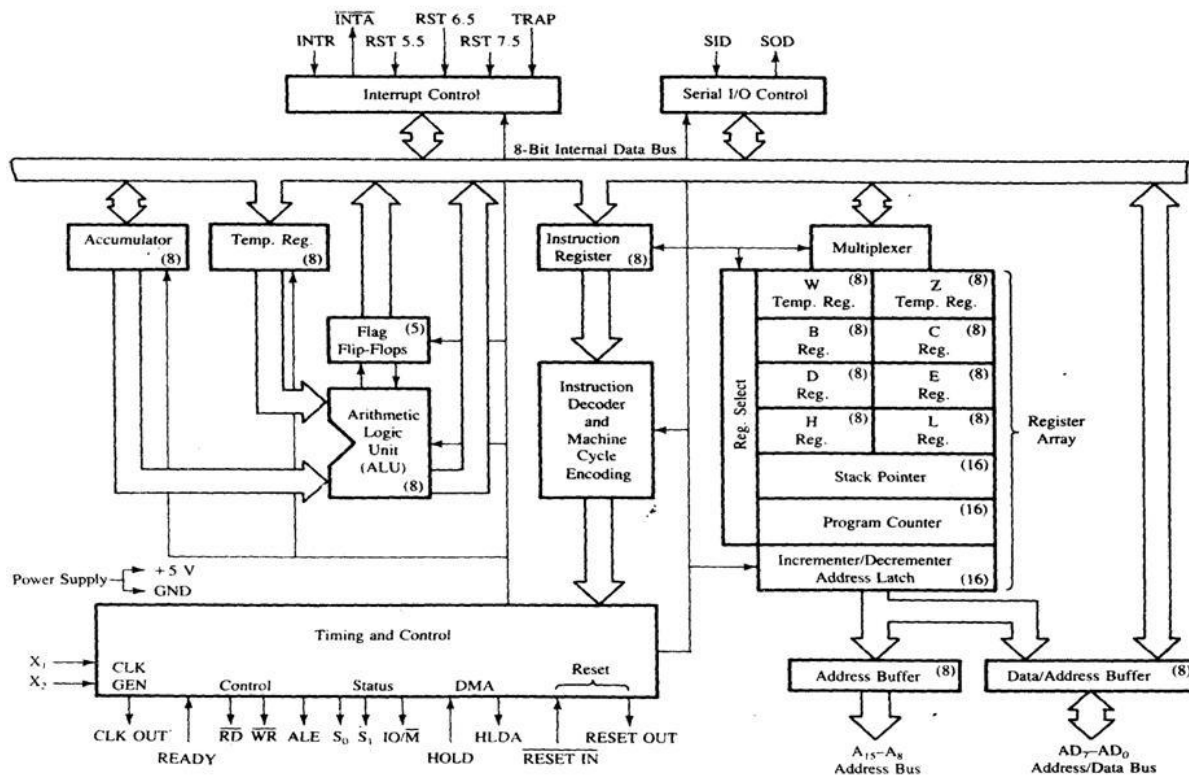 INTA
RST 6.5
TRAP
INTR
RST 5.5
RST 7.5
SID
SOD
Interrupt Control
Serial I/O Control
8-Bit Internal Data Bus
Accumulator
(8)
Temp. Reg.
(8)
Instruction
Register
(8)
Multiplexer
W
(8)
Temp. Reg.
Z
(8)
Temp. Reg.
Flag
(5)
Flip-Flops
B
(8)
Reg.
C
(8)
Reg.
D
(8)
Reg.
E
(8)
Reg.
H
(8)
Reg.
L
(8)
Reg.
Reg. Select
Register
Array
Arithmetic
Logic
Unit
(ALU)
(8)
Instruction
Decoder
and
Machine
Cycle
Encoding
Stack Pointer
(16)
Program Counter
(16)
Incrementer/Decrementer
Address Latch
(16)
Power Supply
+5 V
GND
Timing and Control
X1
X2
CLK
GEN
Control
Status
DMA
Reset
CLK OUT
READY
RD
WR
ALE
S0
S1
IO/M
HOLD
HLDA
RESET IN
RESET OUT
Address Buffer
(8)
Data/Address Buffer
(8)
A15–A8
Address Bus
AD7–AD0
Address/Data Bus